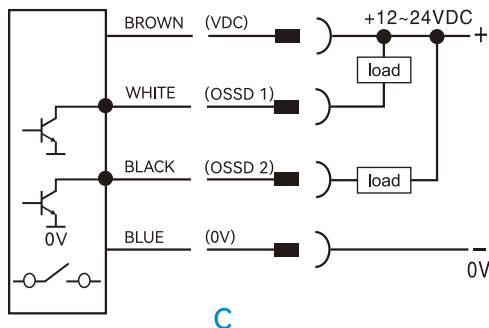 BROWN (VDC) +12~24VDC +
WHITE (OSSD 1) load
BLACK (OSSD 2) load
0V
BLUE (0V) −
0V
C